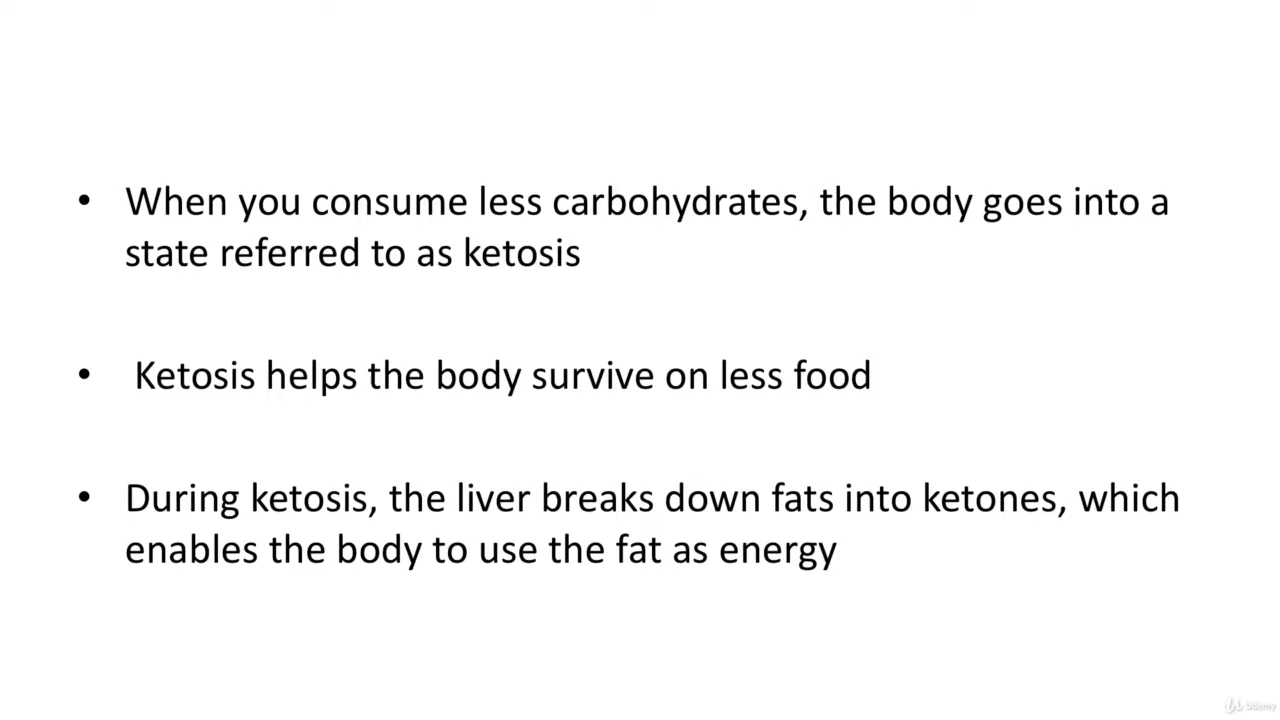 • When you consume less carbohydrates, the body goes into a
state referred to as ketosis
• Ketosis helps the body survive on less food
• During ketosis, the liver breaks down fats into ketones, which
enables the body to use the fat as energy
Udemy